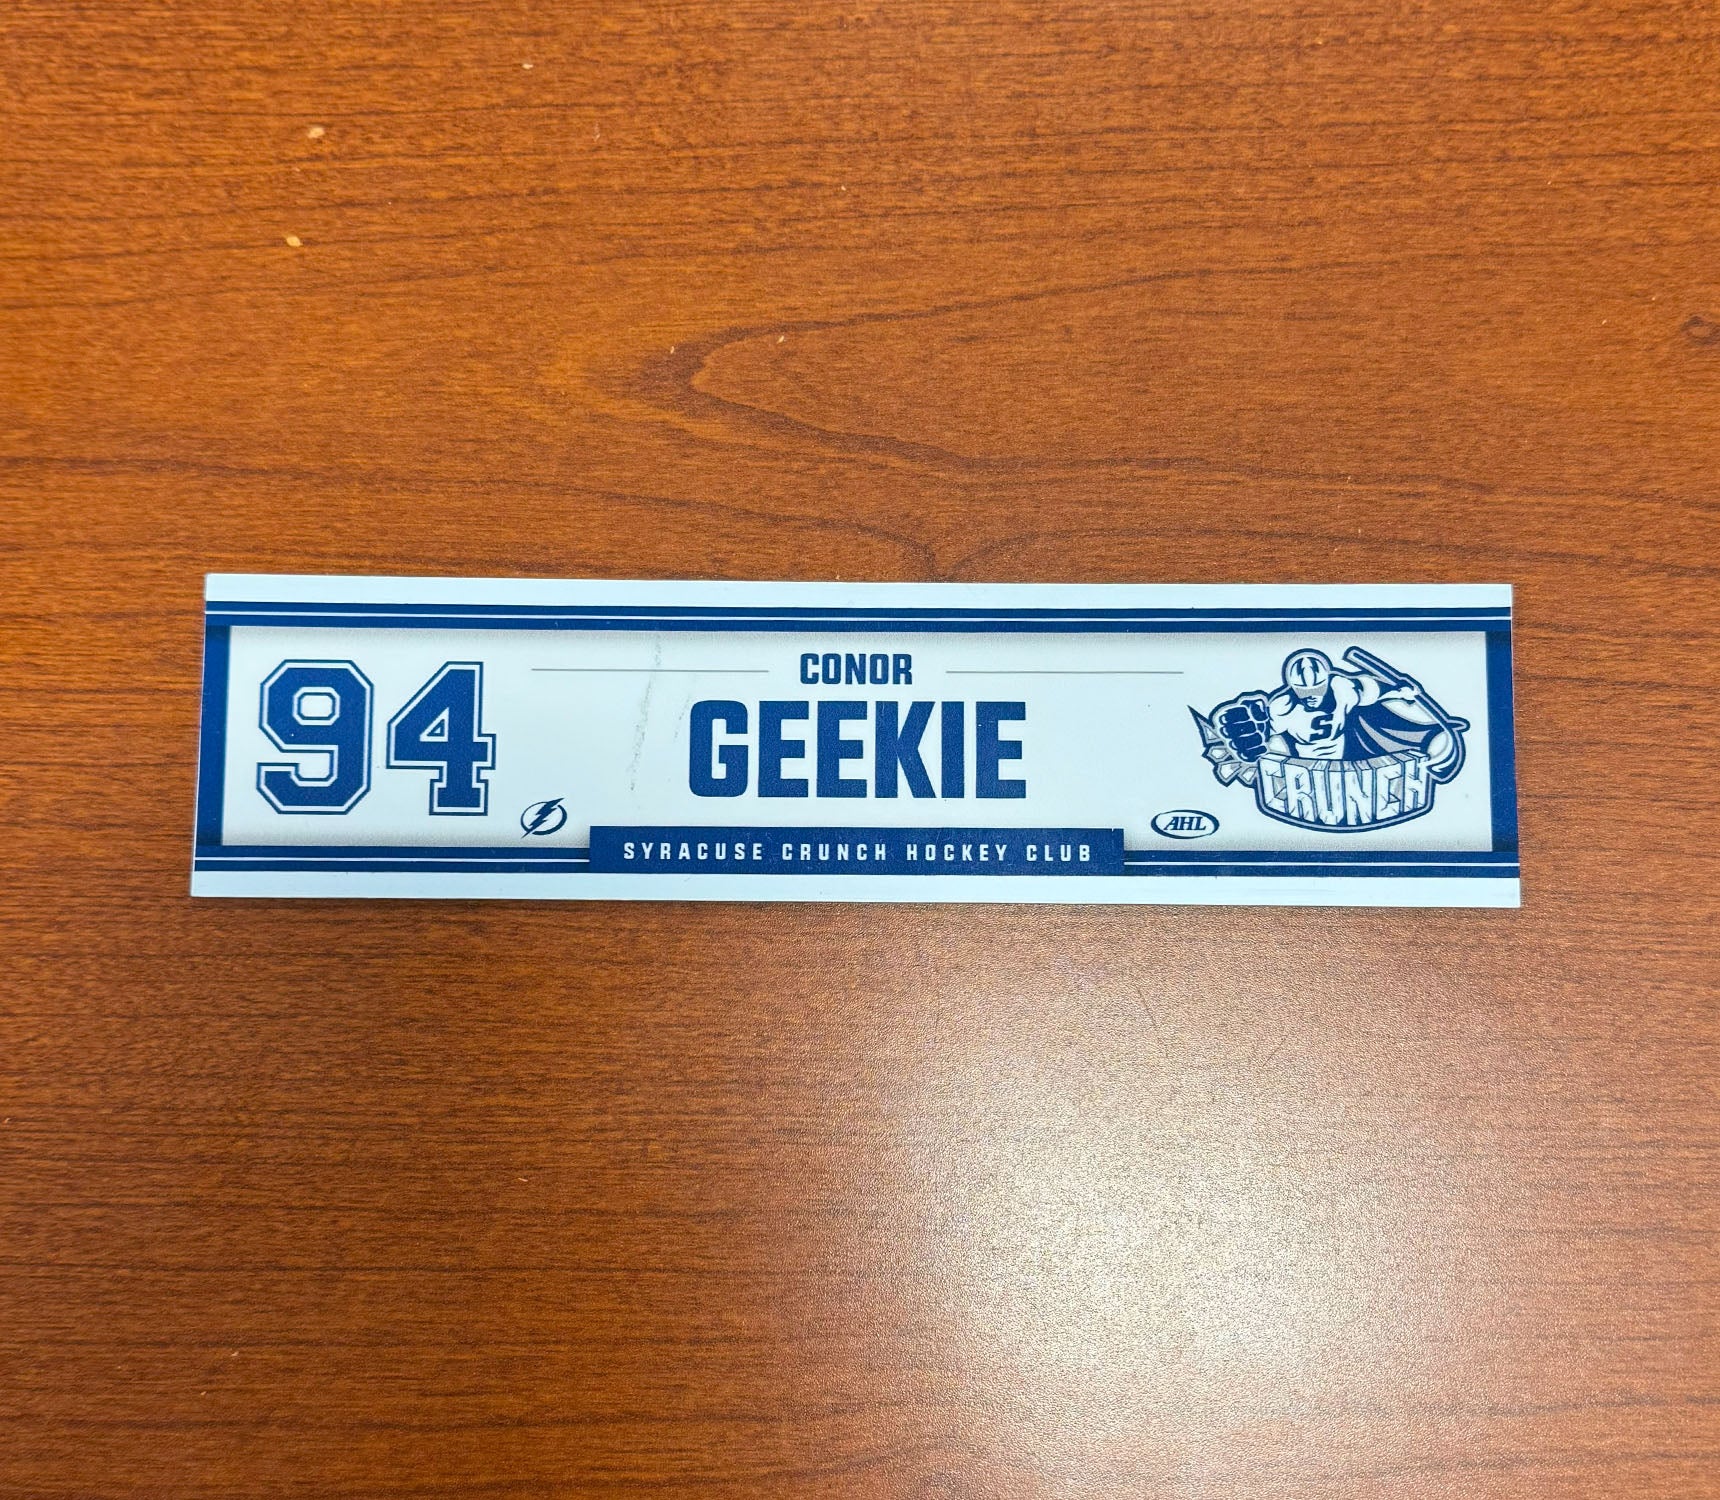 94
CONOR
GEEKIE
S
CRUNCH
AHL
SYRACUSE CRUNCH HOCKEY CLUB